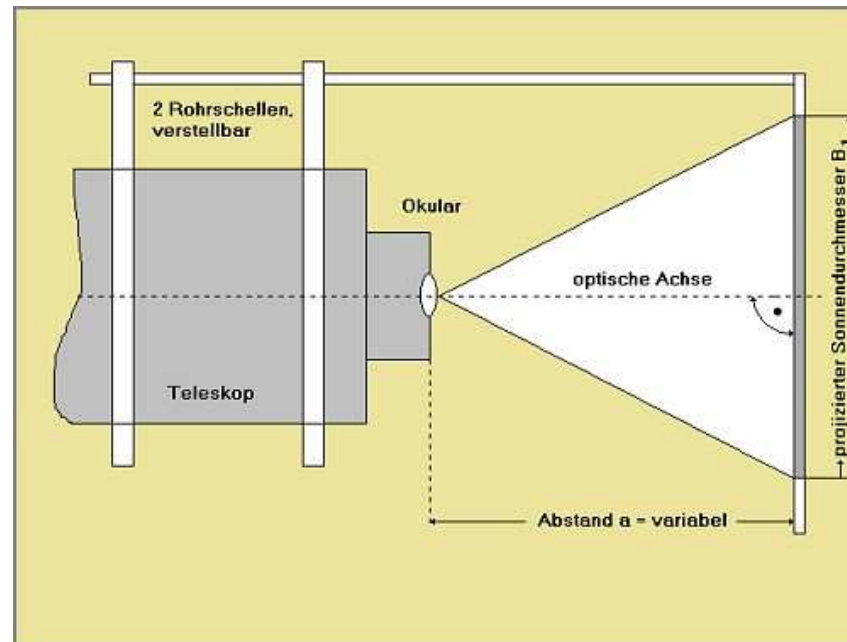 2 Rohrschellen,
verstellbar
Okular
optische Achse
Teleskop
Abstand a = variabel
projizierter Sonnendurchmesser B